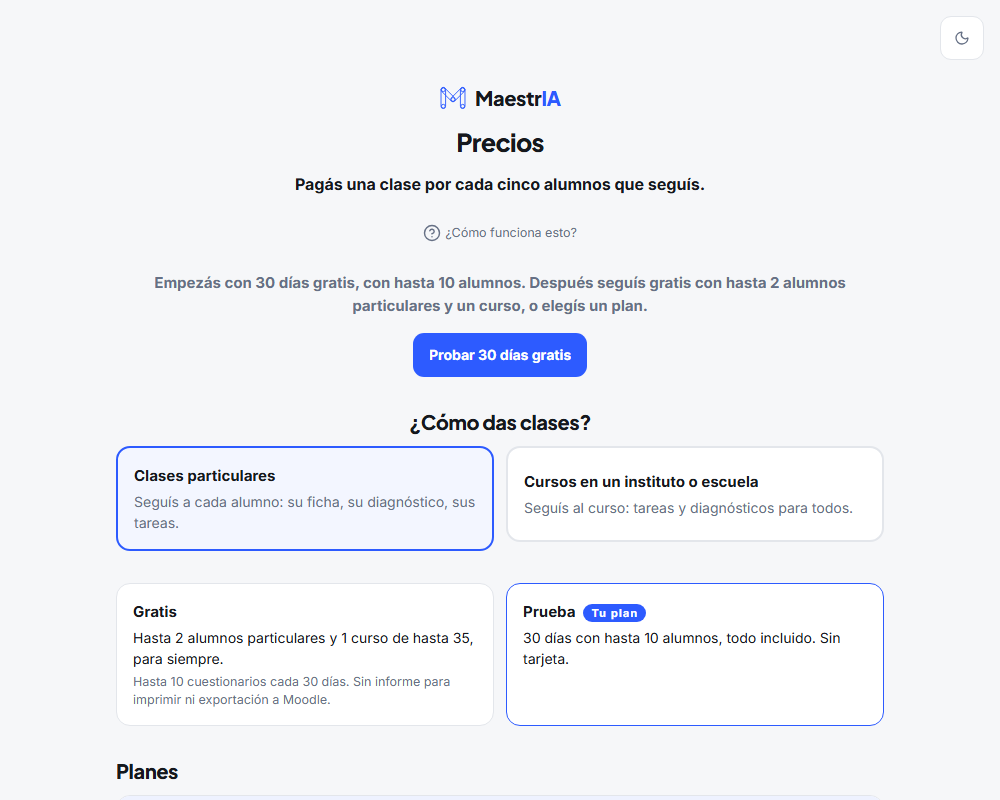 MaestrIA
Precios
Pagás una clase por cada cinco alumnos que seguís.
¿Cómo funciona esto?
Empezás con 30 días gratis, con hasta 10 alumnos. Después seguís gratis con hasta 2 alumnos
particulares y un curso, o elegís un plan.
Probar 30 días gratis
¿Cómo das clases?
Clases particulares
Seguís a cada alumno: su ficha, su diagnóstico, sus
tareas.
Cursos en un instituto o escuela
Seguís al curso: tareas y diagnósticos para todos.
Gratis
Hasta 2 alumnos particulares y 1 curso de hasta 35,
para siempre.
Hasta 10 cuestionarios cada 30 días. Sin informe para
imprimir ni exportación a Moodle.
Prueba Tu plan
30 días con hasta 10 alumnos, todo incluido. Sin
tarjeta.
Planes